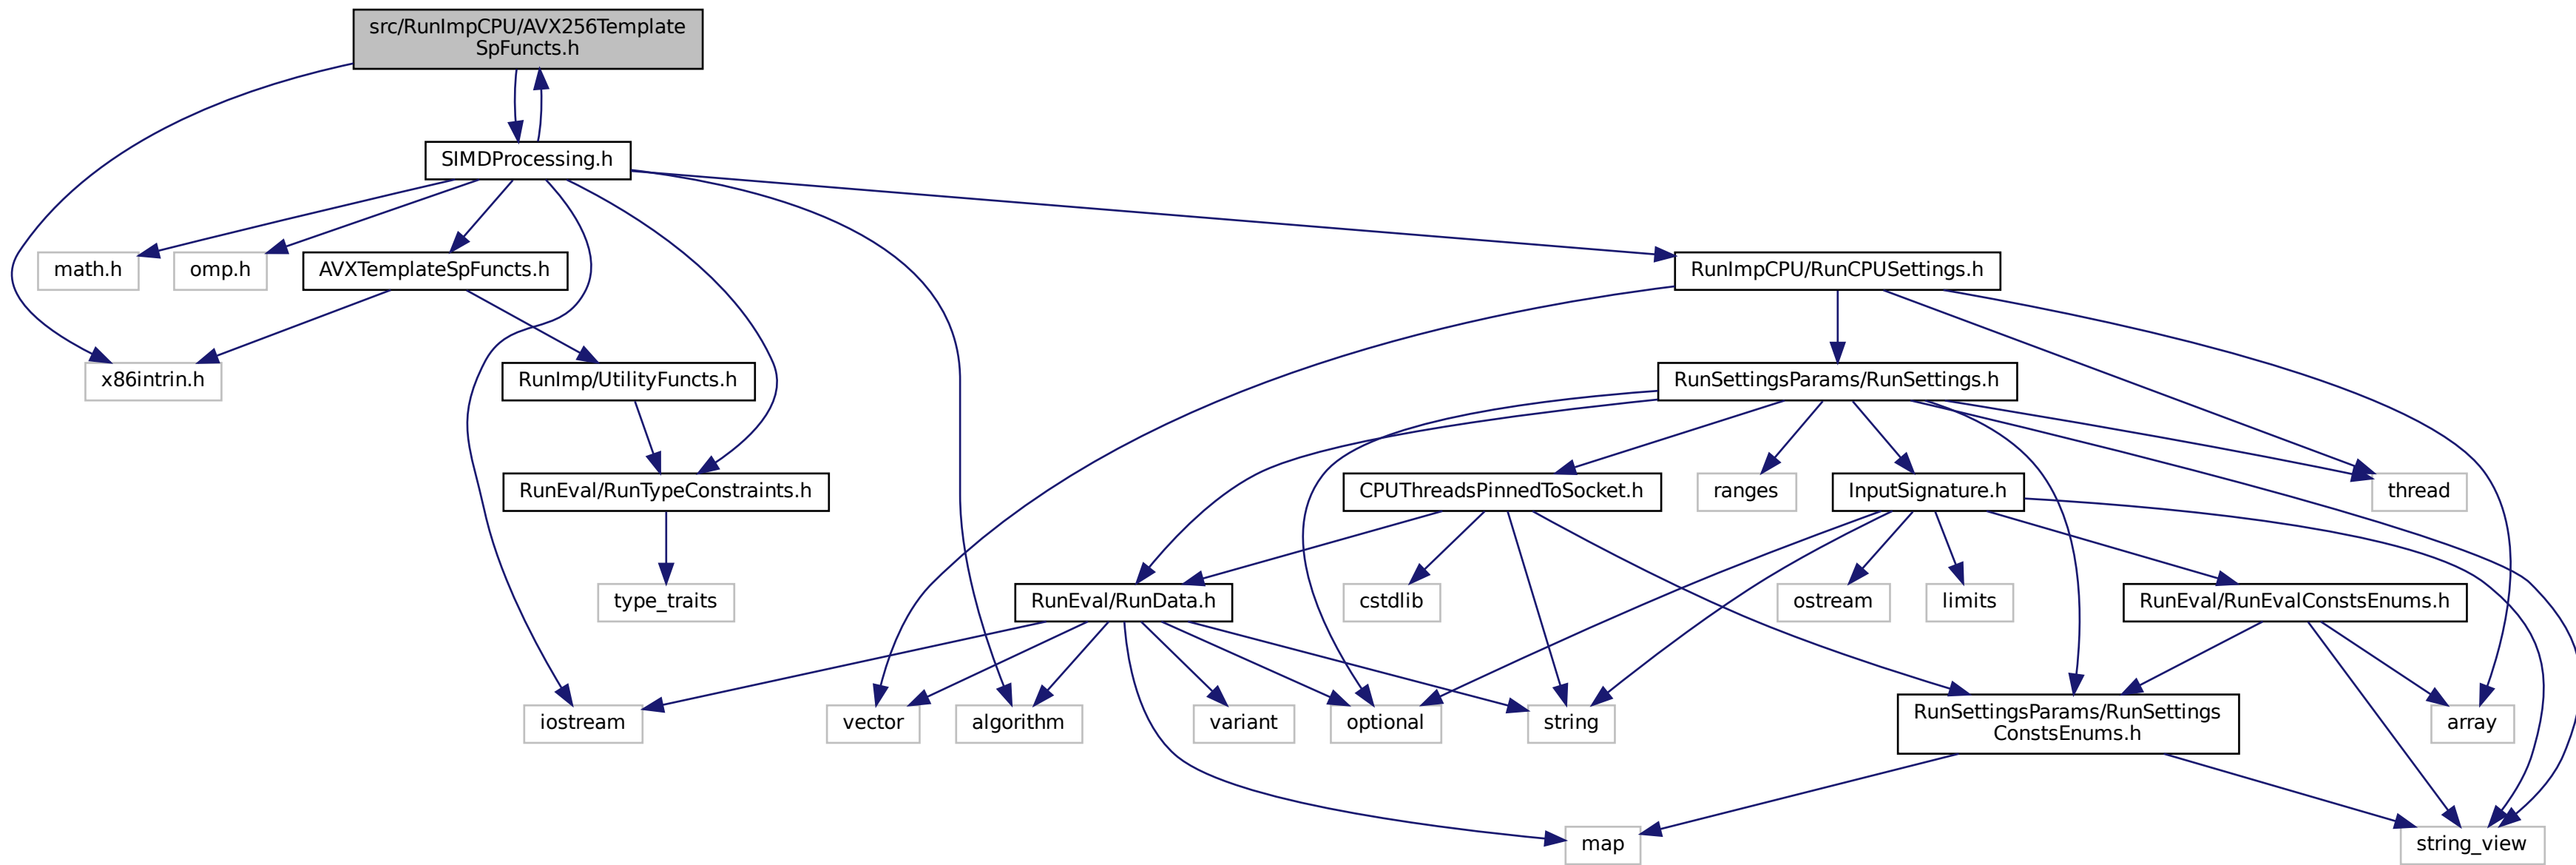 src/RunImpCPU/AVX256Template
SpFuncts.h
SIMDProcessing.h
math.h
omp.h
AVXTemplateSpFuncts.h
RunImpCPU/RunCPUSettings.h
x86intrin.h
RunImp/UtilityFuncts.h
RunSettingsParams/RunSettings.h
RunEval/RunTypeConstraints.h
CPUThreadsPinnedToSocket.h
ranges
InputSignature.h
thread
type_traits
RunEval/RunData.h
cstdlib
ostream
limits
RunEval/RunEvalConstsEnums.h
iostream
vector
algorithm
variant
optional
string
RunSettingsParams/RunSettings
ConstsEnums.h
array
map
string_view